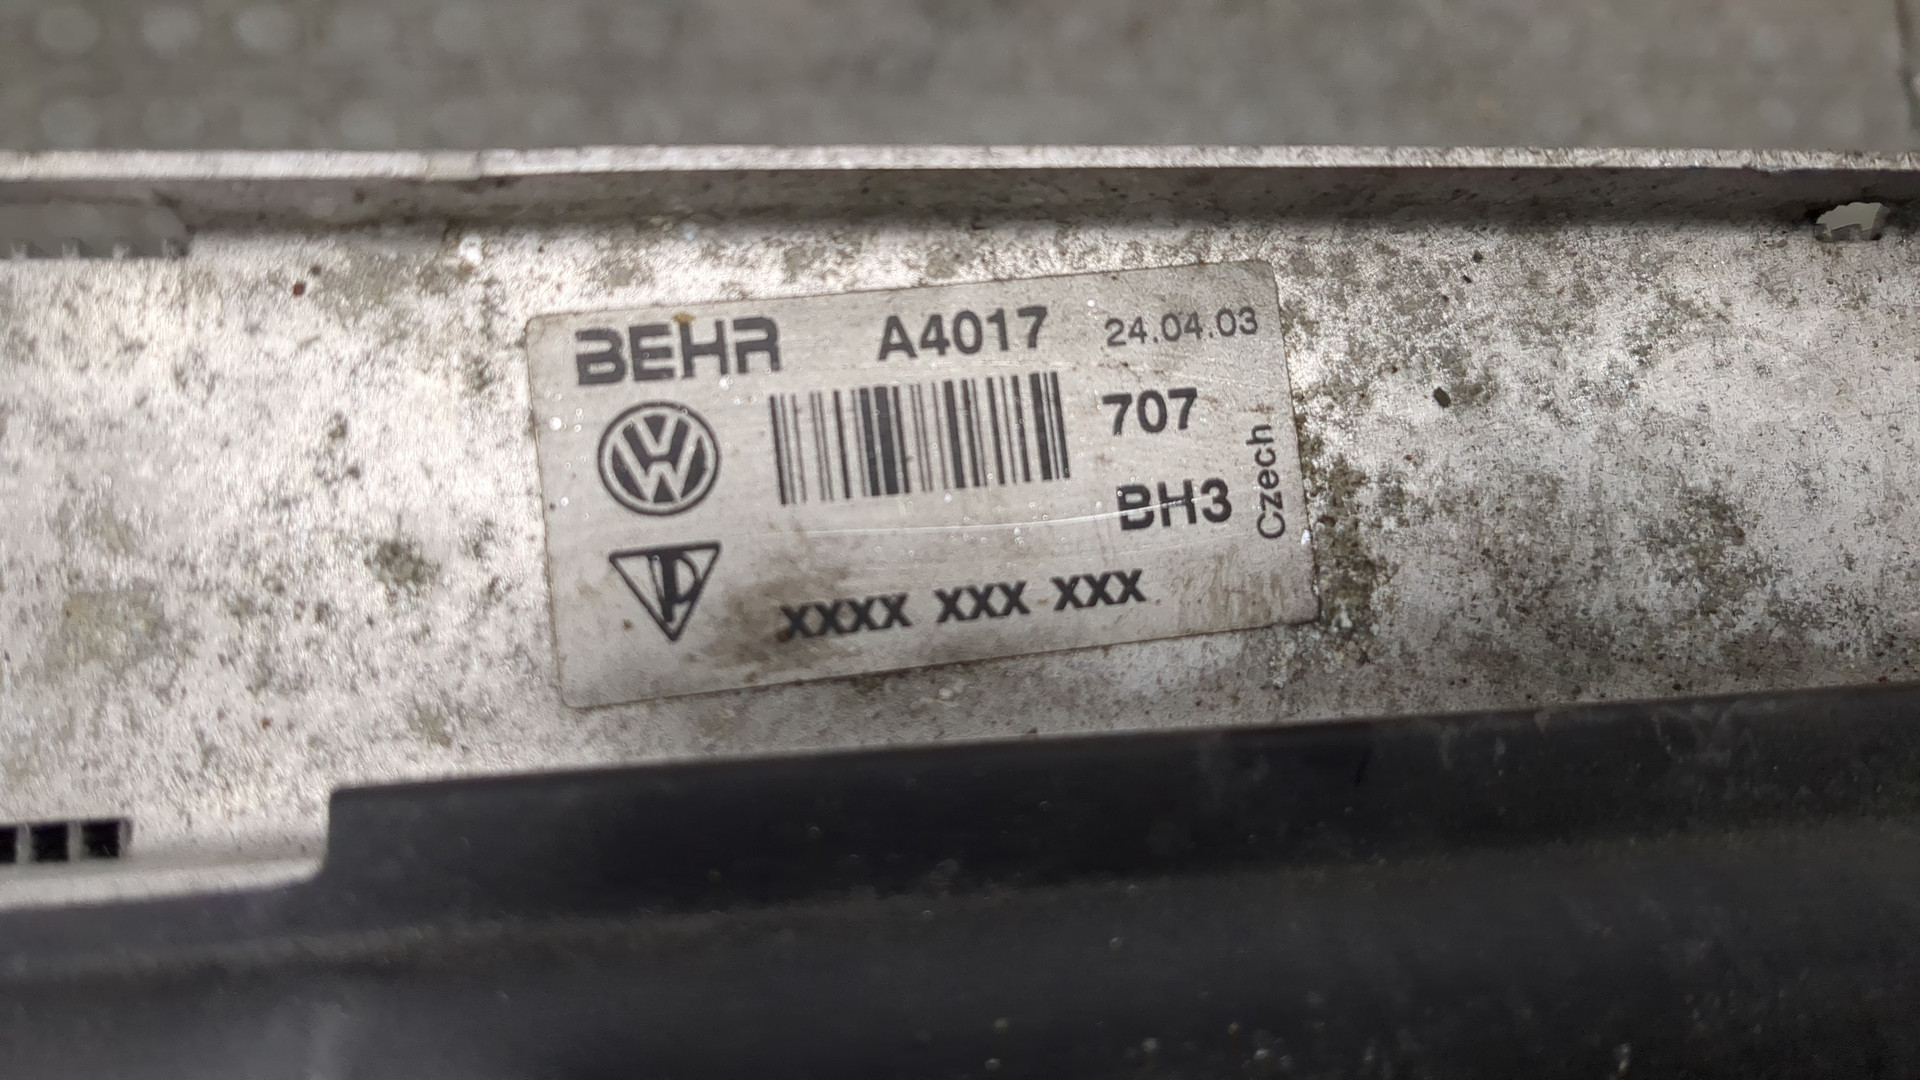 BEHR A4017 24.04.03
707
BH3
Czech
XXXX XXX XXX